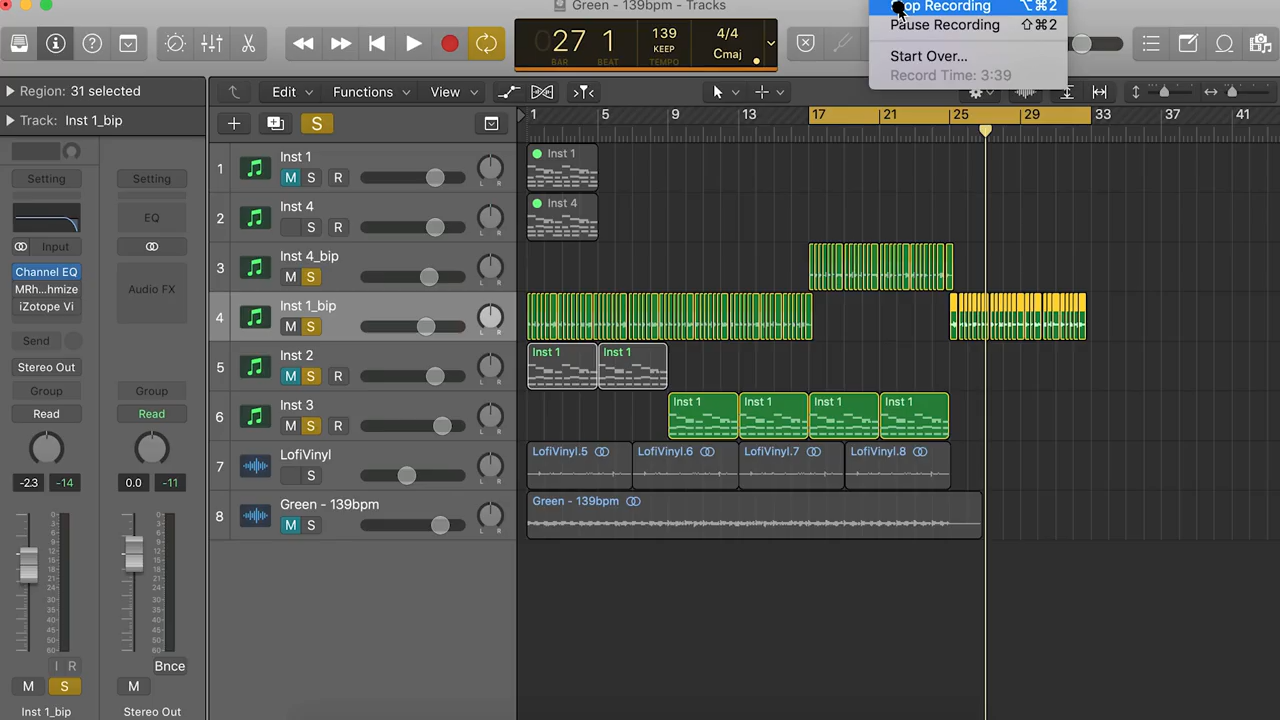 Green - 139bpm - Tracks
op Recording ⌥⌘2
Pause Recording ⇧⌘2
Start Over...
Record Time: 3:39
27 1
BAR BEAT
139
KEEP
TEMPO
4/4
Cmaj
Region: 31 selected
Edit Functions View
Track: Inst 1_bip
S
1 5 9 13 17 21 25 29 33 37 41
Setting Setting
EQ
Input
Channel EQ
MRh...hmize
iZotope Vi
Audio FX
Send
Stereo Out
Group Group
Read Read
-2.3 -14 0.0 -11
I R Bnce
M S M
Inst 1_bip Stereo Out
1 Inst 1 M S R L R
Inst 1
2 Inst 4 S R L R
Inst 4
3 Inst 4_bip M S L R
4 Inst 1_bip M S L R
5 Inst 2 M S R L R
Inst 1 Inst 1
6 Inst 3 M S R L R
Inst 1 Inst 1 Inst 1 Inst 1
7 LofiVinyl S L R
LofiVinyl.5 LofiVinyl.6 LofiVinyl.7 LofiVinyl.8
8 Green - 139bpm M S L R
Green - 139bpm